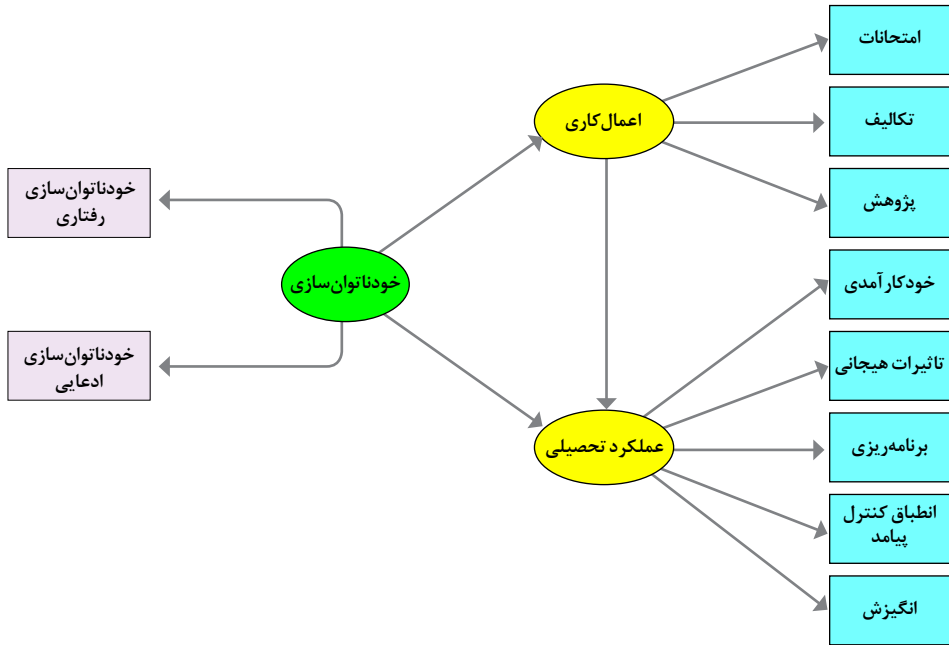 امتحانات
تکالیف
پژوهش
خودکارآمدی
تاثیرات هیجانی
برنامه‌ریزی
انطباق کنترل
پیامد
انگیزش
اعمال‌کاری
عملکرد تحصیلی
خودناتوان‌سازی
خودناتوان‌سازی
رفتاری
خودناتوان‌سازی
ادعایی